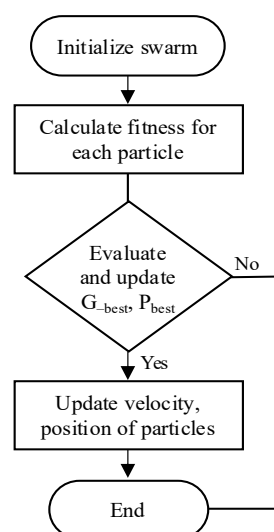 Initialize swarm
Calculate fitness for
each particle
Evaluate
and update
G–best, Pbest
No
Yes
Update velocity,
position of particles
End